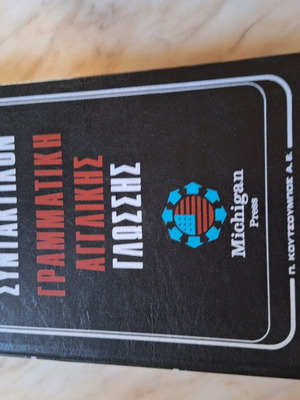 ΣΥΝΤΑΚΤΙΚΟΝ
ΓΡΑΜΜΑΤΙΚΗ
ΑΓΓΛΙΚΗΣ
ΓΛΩΣΣΗΣ
Michigan
Press
Π. ΚΟΥΤΣΟΥΜΠΟΣ Α.Ε.